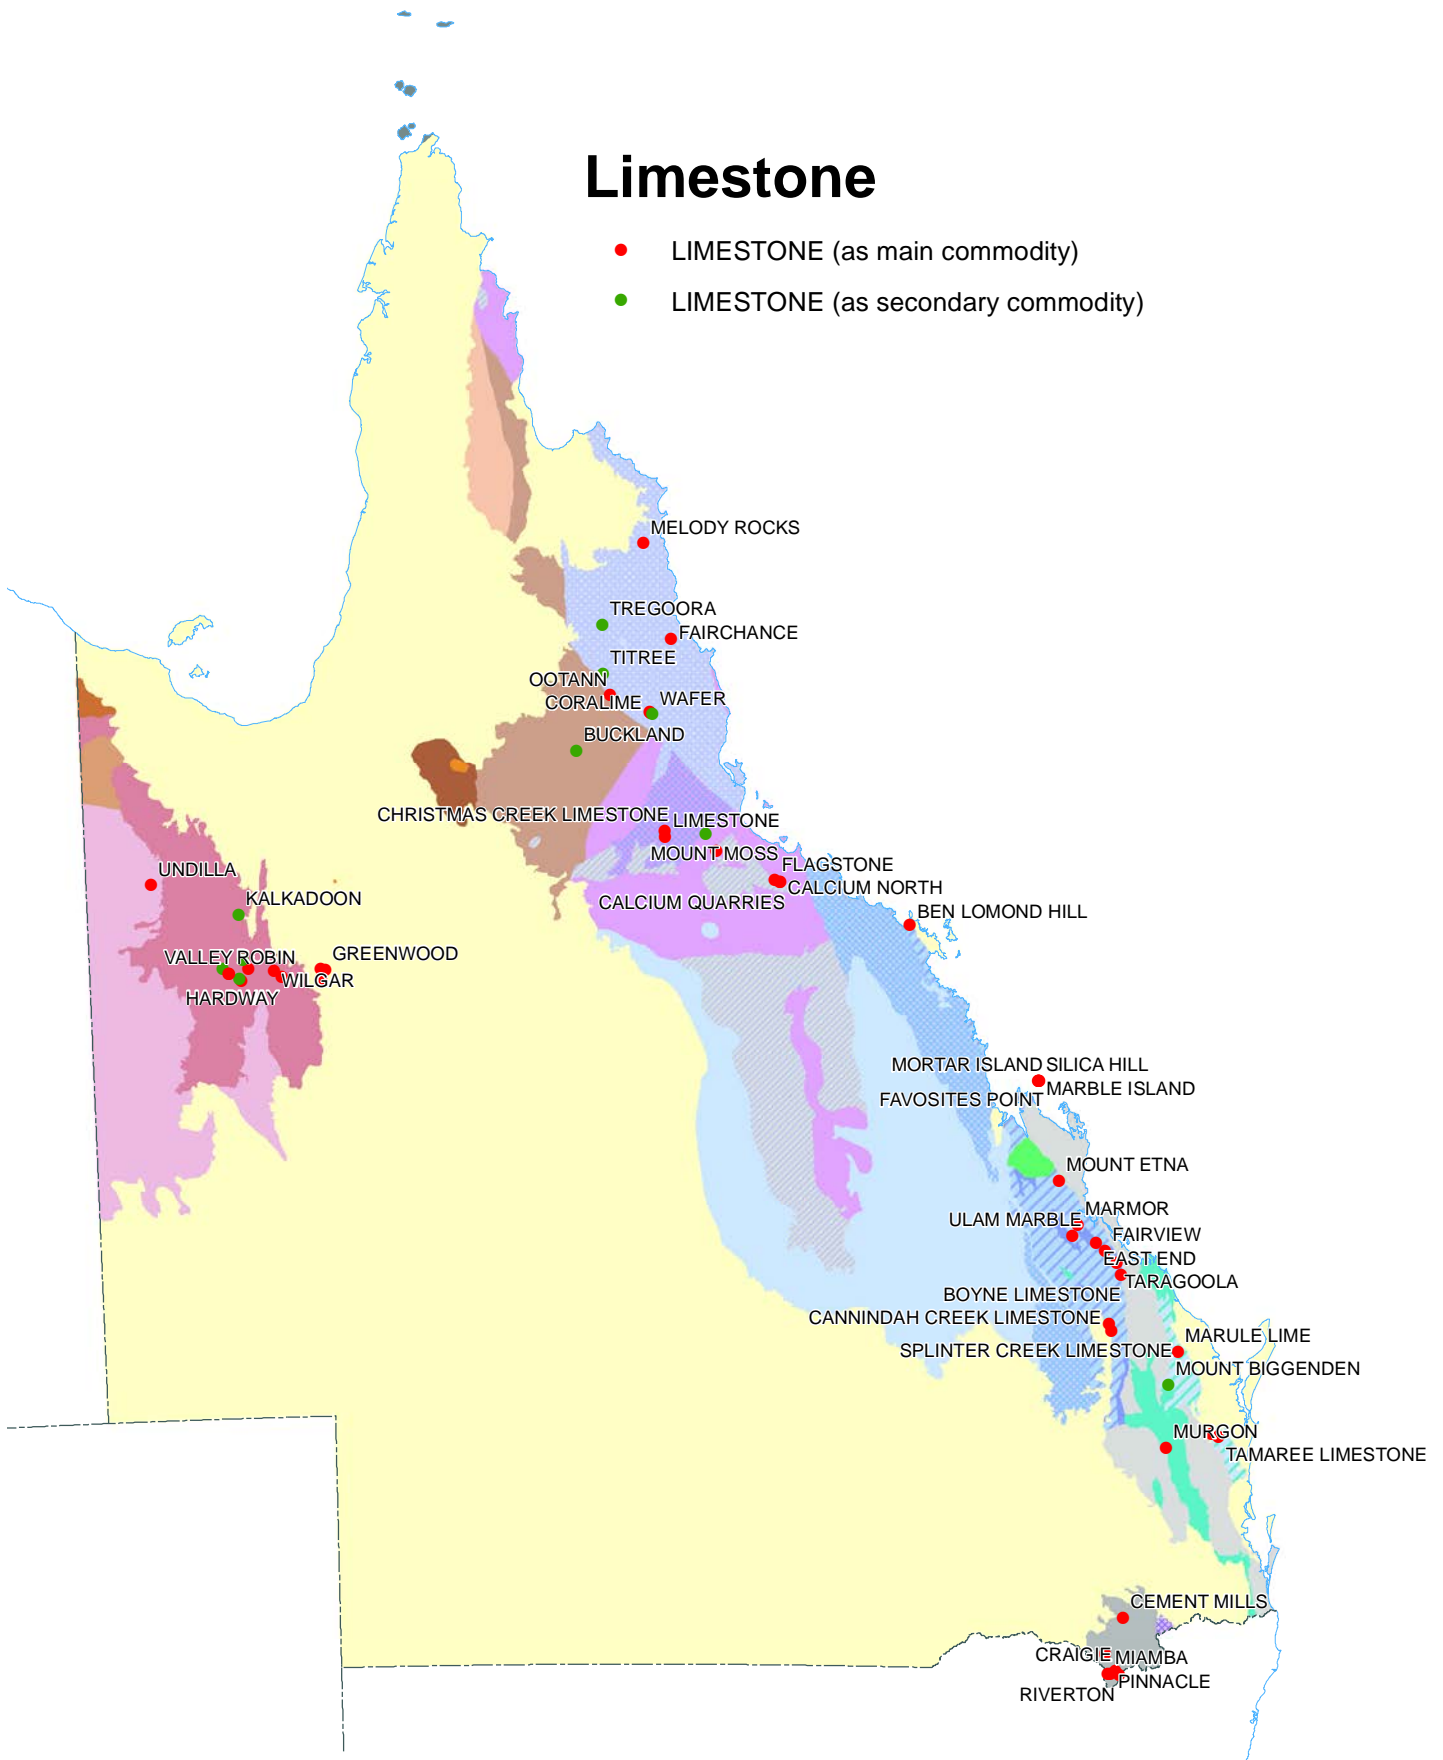 Limestone
LIMESTONE (as main commodity)
LIMESTONE (as secondary commodity)
MELODY ROCKS
TREGOORA
FAIRCHANCE
TITREE
OOTANN
CORALIME
WAFER
BUCKLAND
CHRISTMAS CREEK LIMESTONE
LIMESTONE
MOUNT MOSS
FLAGSTONE
UNDILLA
CALCIUM NORTH
KALKADOON
CALCIUM QUARRIES
BEN LOMOND HILL
VALLEY ROBIN
GREENWOOD
WILGAR
HARDWAY
MORTAR ISLAND
SILICA HILL
MARBLE ISLAND
FAVOSITES POINT
MOUNT ETNA
MARMOR
ULAM MARBLE
FAIRVIEW
EAST END
TARAGOOLA
BOYNE LIMESTONE
CANNINDAH CREEK LIMESTONE
MARULE LIME
SPLINTER CREEK LIMESTONE
MOUNT BIGGENDEN
MURGON
TAMAREE LIMESTONE
CEMENT MILLS
CRAIGIE
MIAMBA
PINNACLE
RIVERTON